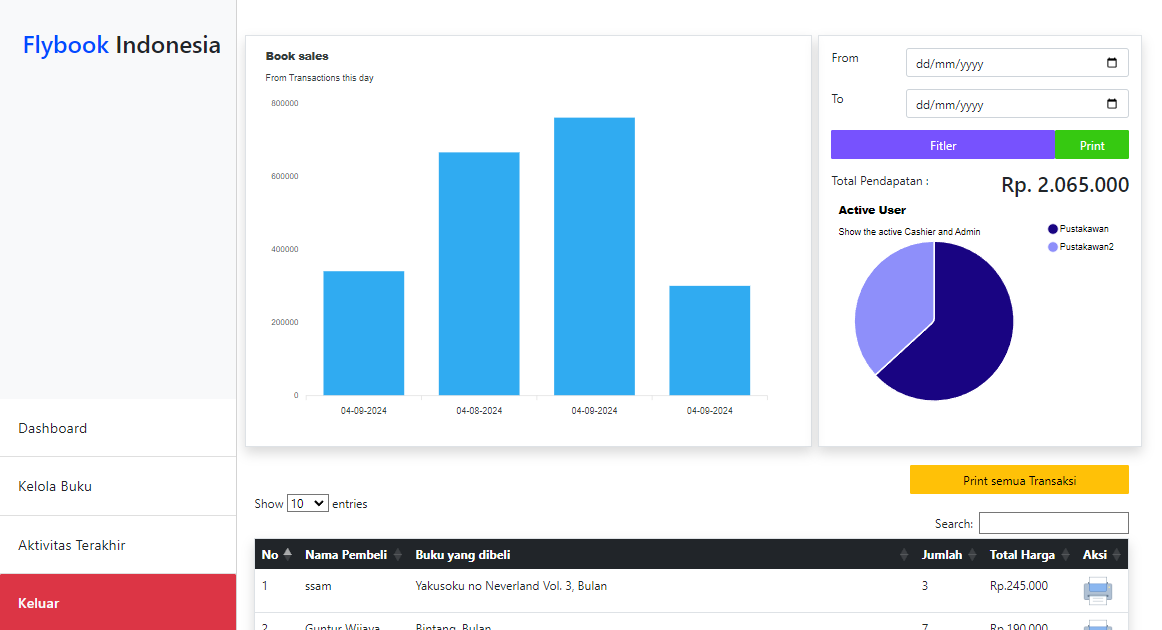 Flybook Indonesia
Dashboard
Kelola Buku
Aktivitas Terakhir
Keluar
Book sales
From Transactions this day
800000
600000
400000
200000
0
04-09-2024 04-08-2024 04-09-2024 04-09-2024
From dd/mm/yyyy
To dd/mm/yyyy
Fitler Print
Total Pendapatan : Rp. 2.065.000
Active User
Show the active Cashier and Admin
Pustakawan
Pustakawan2
Print semua Transaksi
Show 10 entries
Search:
No Nama Pembeli Buku yang dibeli Jumlah Total Harga Aksi
1 ssam Yakusoku no Neverland Vol. 3, Bulan 3 Rp.245.000
2 Guntur Wijaya Bintang, Bulan 7 Rp.190.000